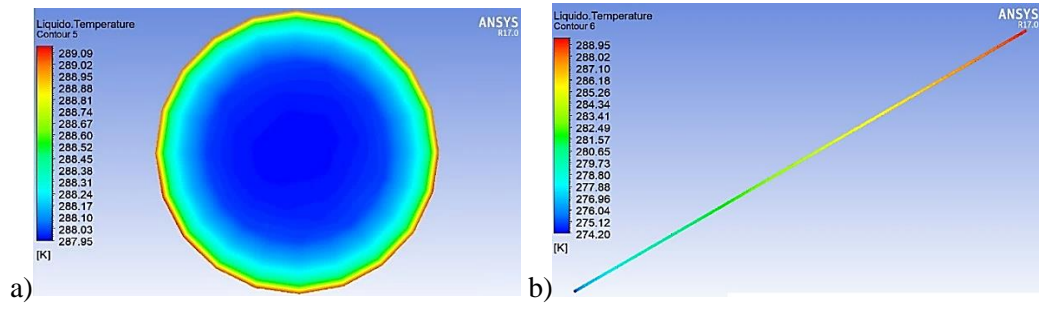 Liquido.Temperature
Contour 5
289.09
289.02
288.95
288.88
288.81
288.74
288.67
288.60
288.52
288.45
288.38
288.31
288.24
288.17
288.10
288.03
287.95
[K]
ANSYS
R17.0
a)
Liquido.Temperature
Contour 6
288.95
288.02
287.10
286.18
285.26
284.34
283.41
282.49
281.57
280.65
279.73
278.80
277.88
276.96
276.04
275.12
274.20
[K]
ANSYS
R17.0
b)